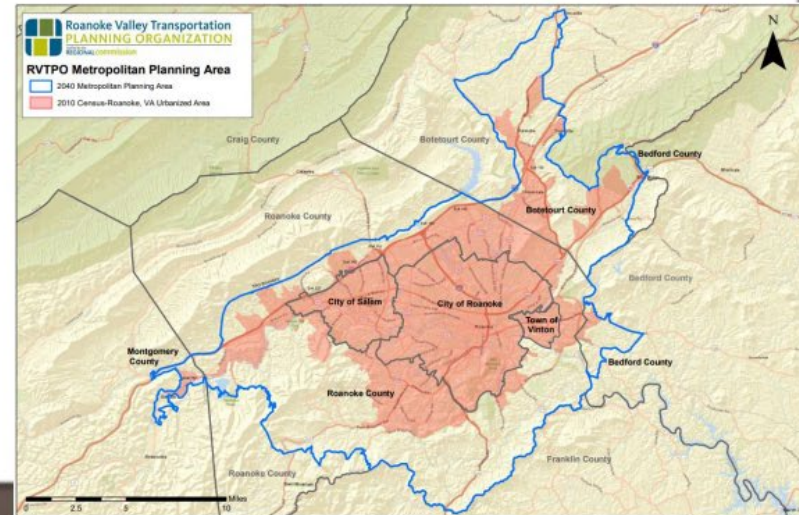 Roanoke Valley Transportation
PLANNING ORGANIZATION
REGIONAL commission
RVTPO Metropolitan Planning Area
2040 Metropolitan Planning Area
2010 Census-Roanoke, VA Urbanized Area
N
Craig County
Botetourt County
Bedford County
Roanoke County
Botetourt County
Bedford County
City of Salem
City of Roanoke
Town of
Vinton
Montgomery
County
Bedford County
Roanoke County
Roanoke County
Franklin County
Miles
0 2.5 5 10